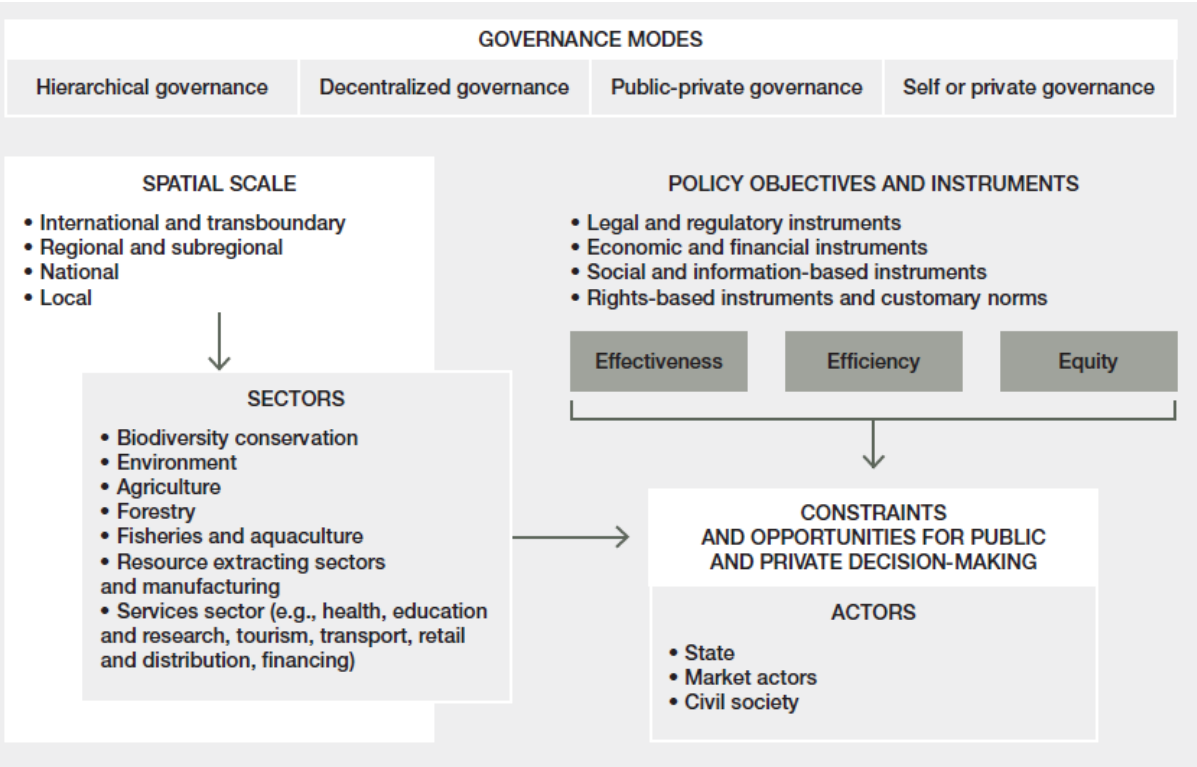 GOVERNANCE MODES
Hierarchical governance
Decentralized governance
Public-private governance
Self or private governance
SPATIAL SCALE
• International and transboundary
• Regional and subregional
• National
• Local
SECTORS
• Biodiversity conservation
• Environment
• Agriculture
• Forestry
• Fisheries and aquaculture
• Resource extracting sectors
and manufacturing
• Services sector (e.g., health, education
and research, tourism, transport, retail
and distribution, financing)
POLICY OBJECTIVES AND INSTRUMENTS
• Legal and regulatory instruments
• Economic and financial instruments
• Social and information-based instruments
• Rights-based instruments and customary norms
Effectiveness
Efficiency
Equity
CONSTRAINTS
AND OPPORTUNITIES FOR PUBLIC
AND PRIVATE DECISION-MAKING
ACTORS
• State
• Market actors
• Civil society